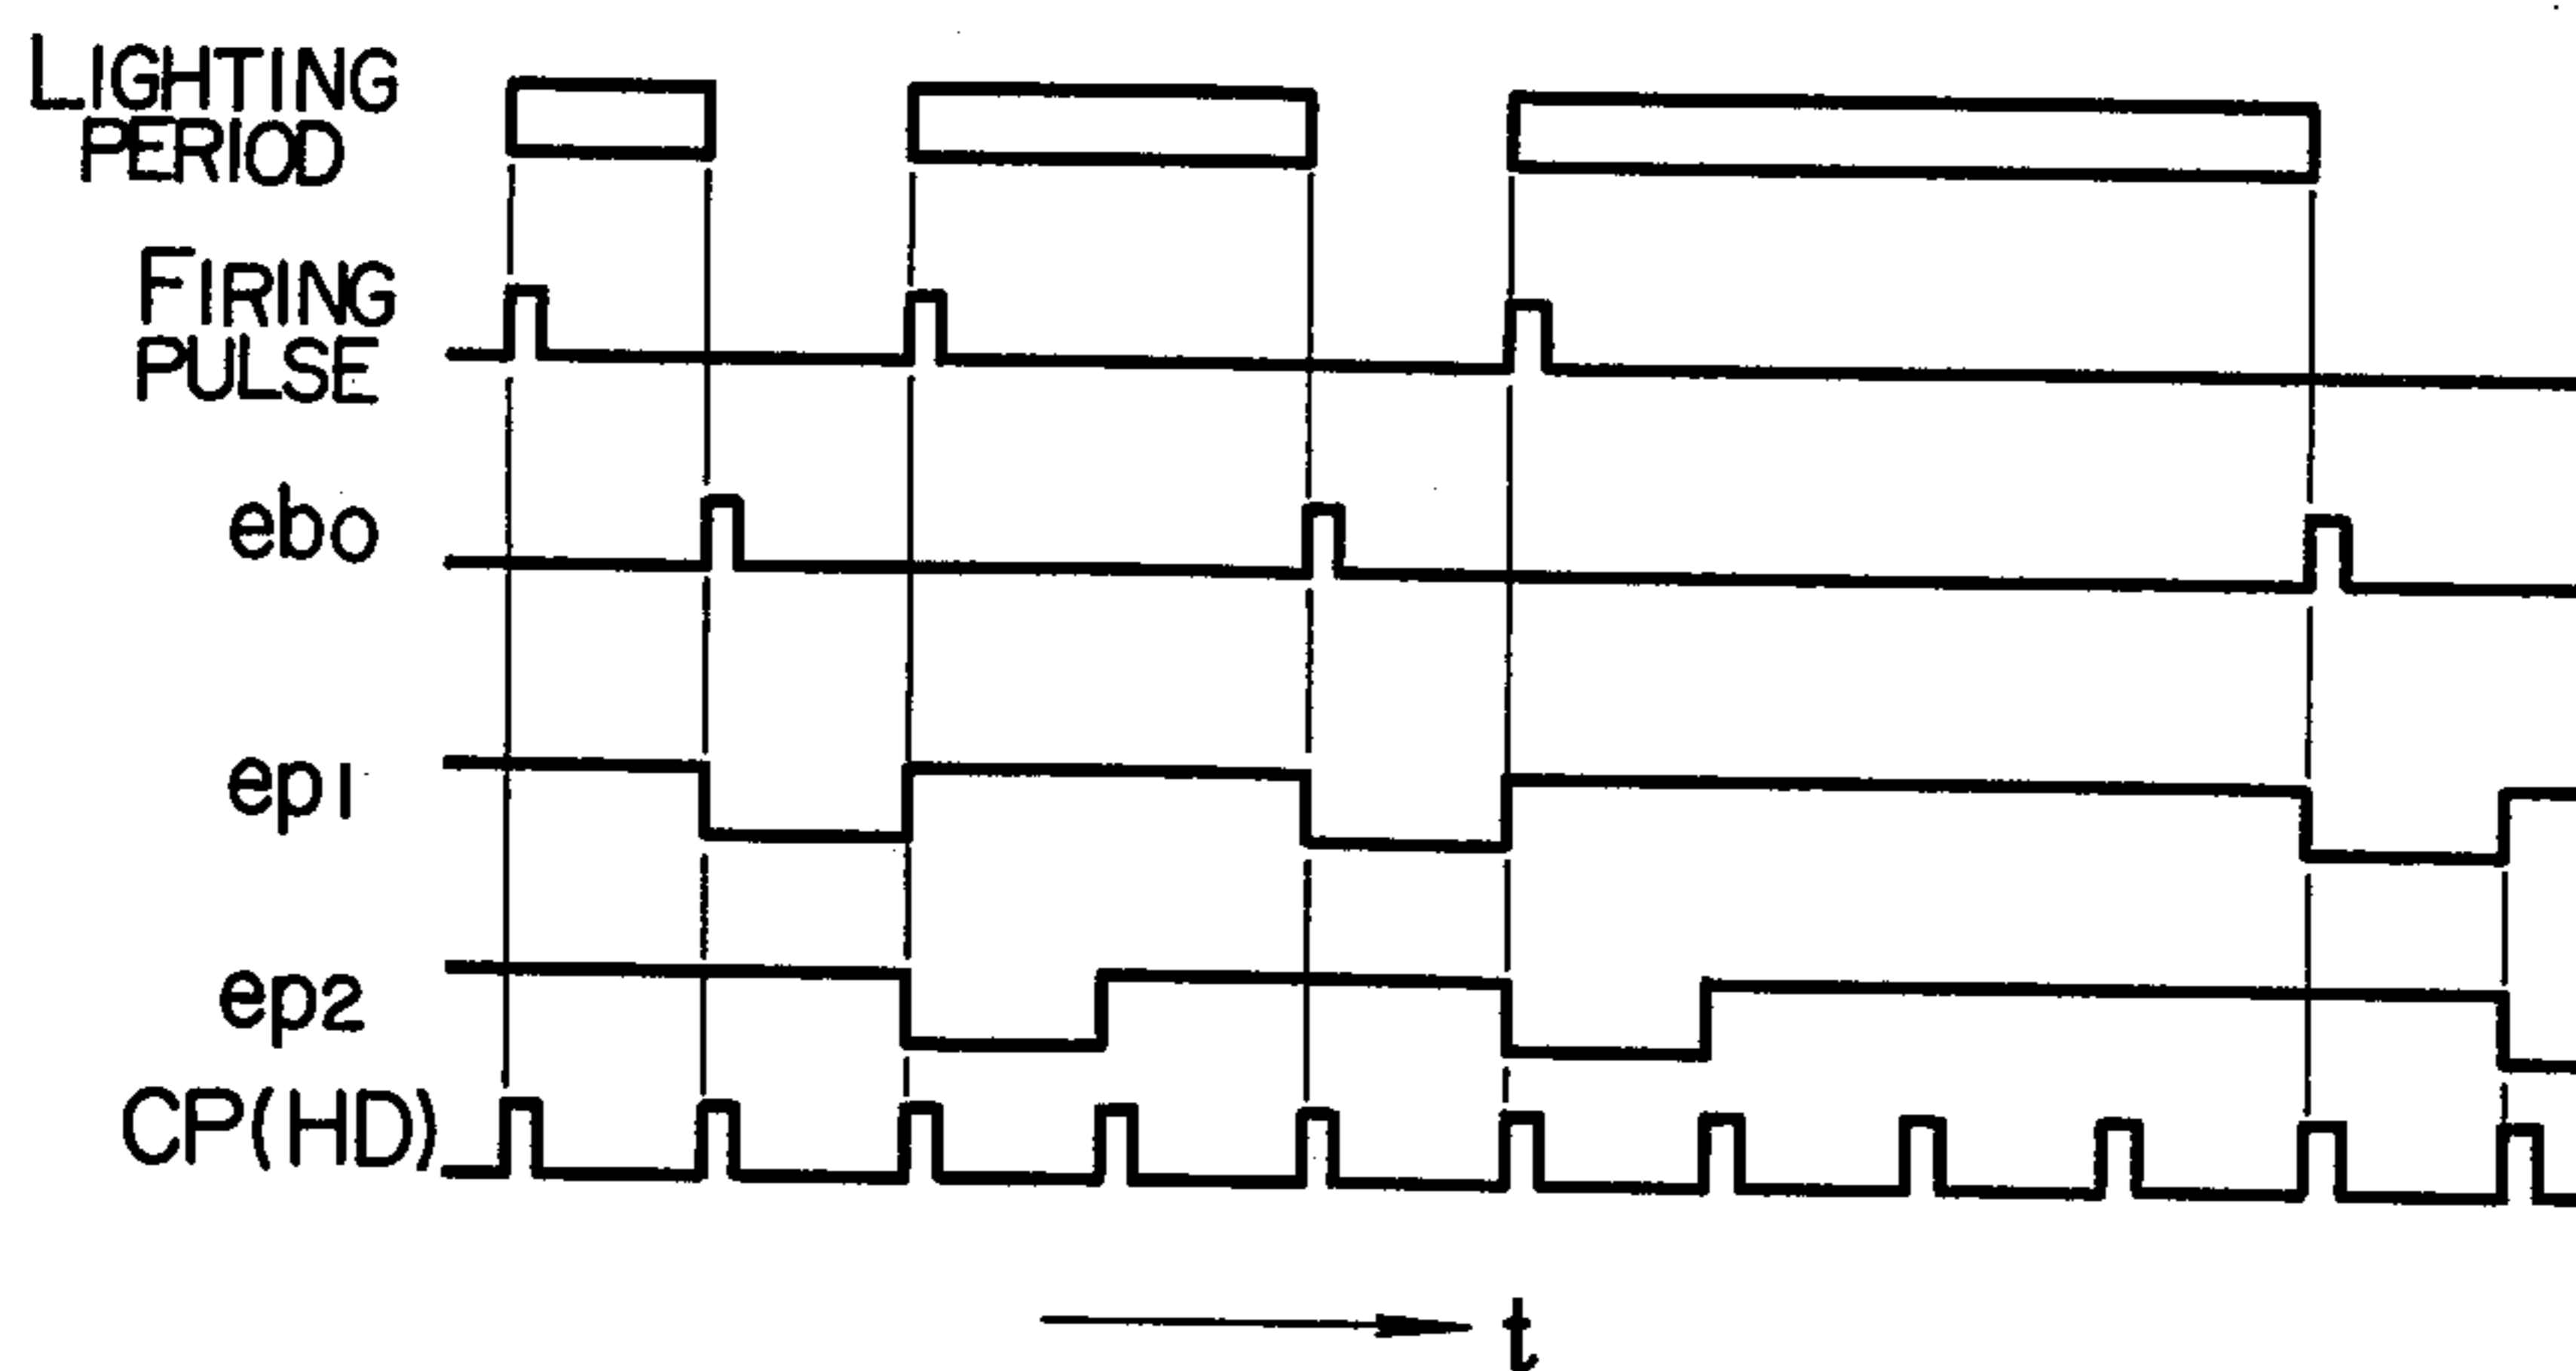 LIGHTING
PERIOD
FIRING
PULSE
ebo
ep1
ep2
CP(HD)
t